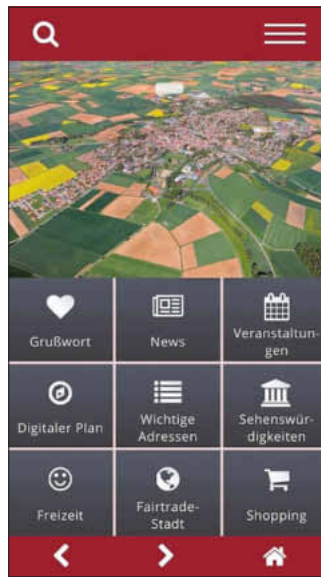 Grußwort
News
Veranstaltun-
gen
Digitaler Plan
Wichtige
Adressen
Sehenswür-
digkeiten
Freizeit
Fairtrade-
Stadt
Shopping